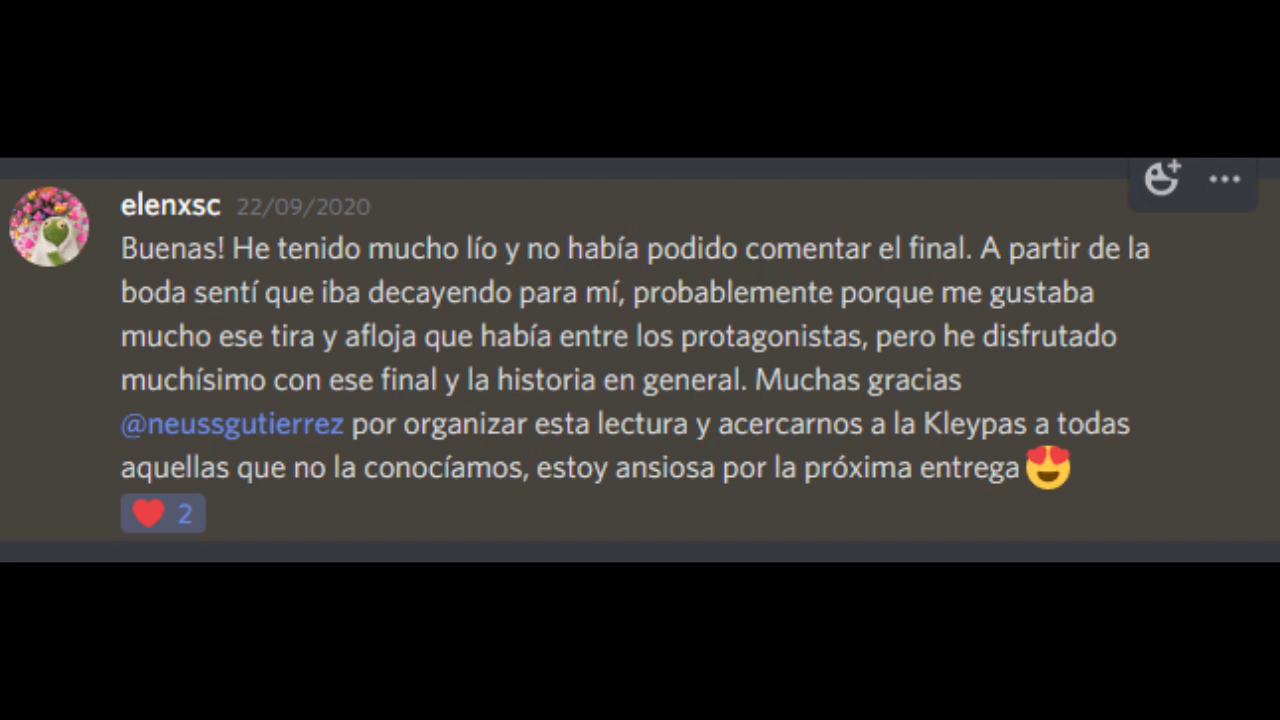 elenxsc 22/09/2020
Buenas! He tenido mucho lío y no había podido comentar el final. A partir de la
boda sentí que iba decayendo para mí, probablemente porque me gustaba
mucho ese tira y afloja que había entre los protagonistas, pero he disfrutado
muchísimo con ese final y la historia en general. Muchas gracias
@neussgutierrez por organizar esta lectura y acercarnos a la Kleypas a todas
aquellas que no la conocíamos, estoy ansiosa por la próxima entrega 😍
❤️ 2